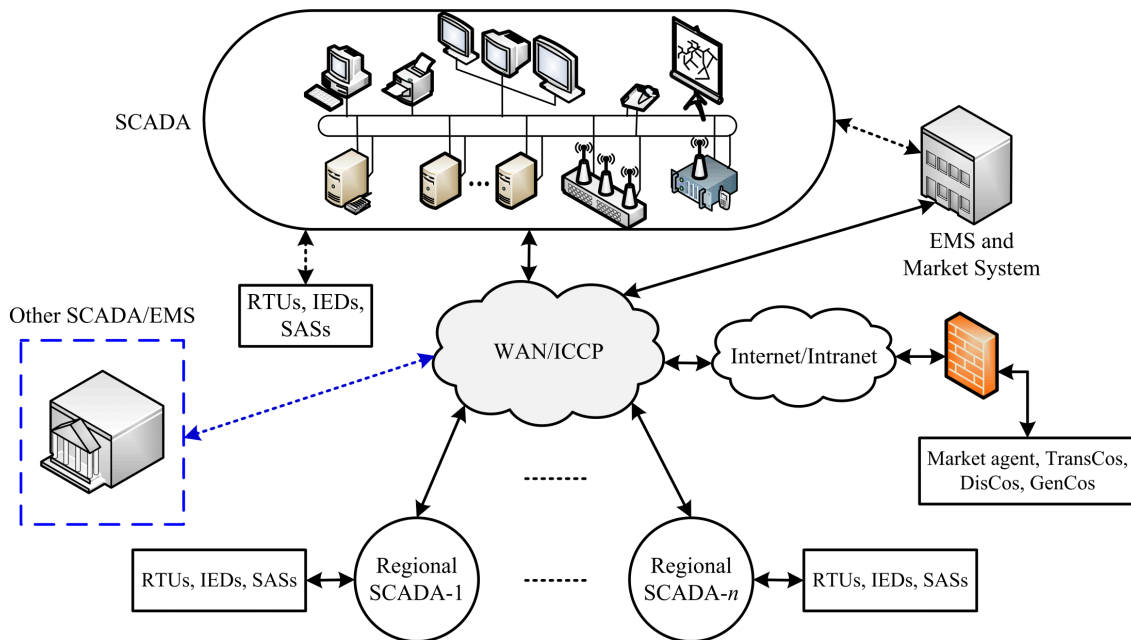 SCADA
EMS and
Market System
RTUs, IEDs,
SASs
Other SCADA/EMS
WAN/ICCP
Internet/Intranet
Market agent, TransCos,
DisCos, GenCos
RTUs, IEDs, SASs
Regional
SCADA-1
Regional
SCADA-n
RTUs, IEDs, SASs